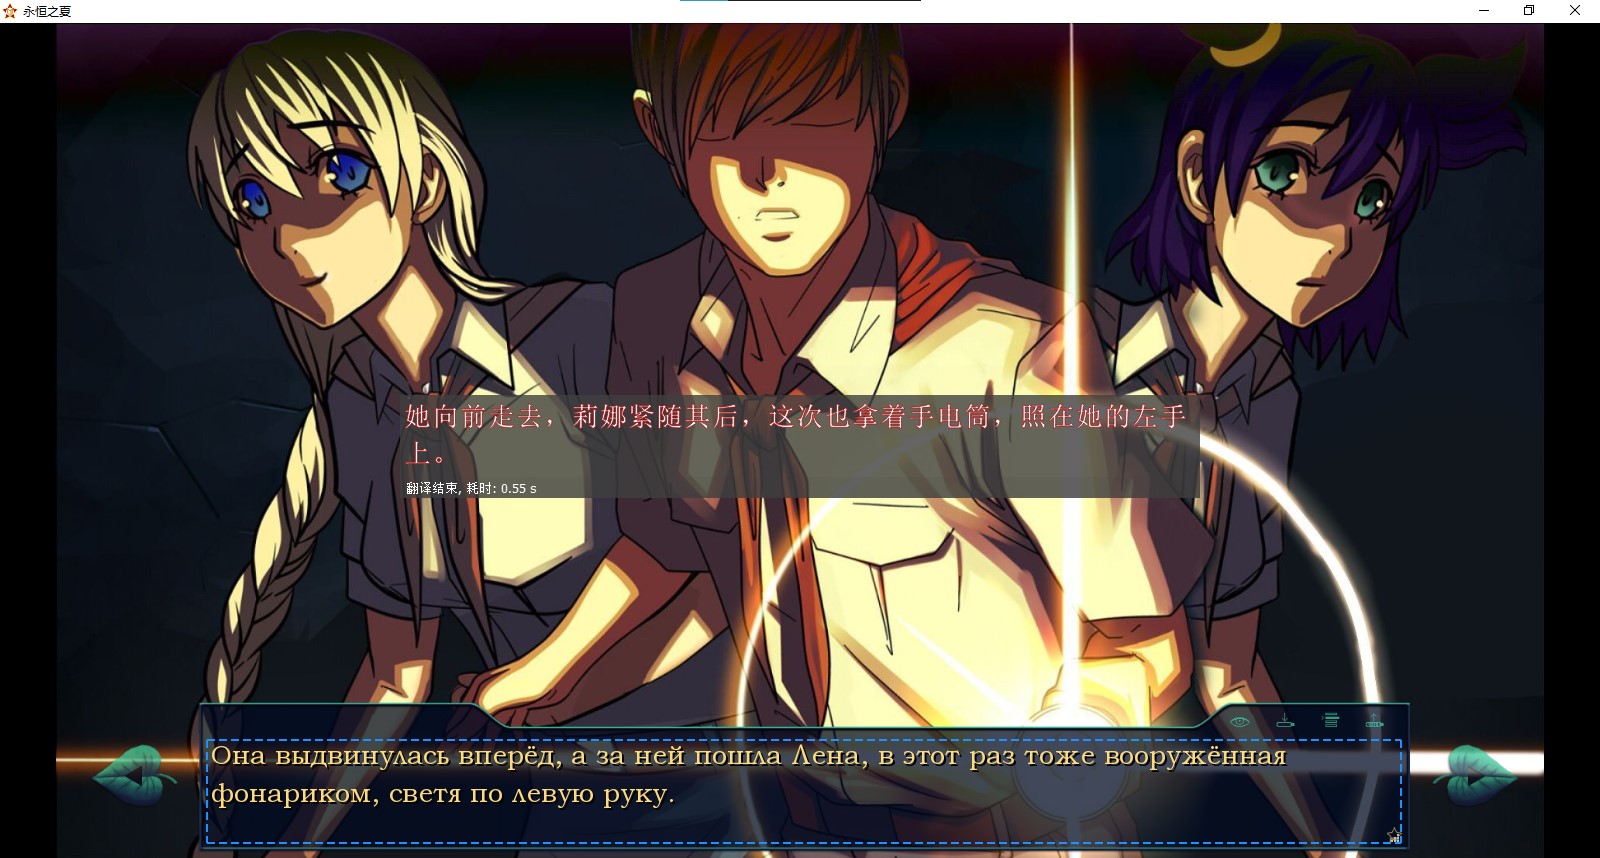 永恒之夏
她向前走去，莉娜紧随其后，这次也拿着手电筒，照在她的左手
上。
翻译结束, 耗时: 0.55 s
Она выдвинулась вперёд, а за ней пошла Лена, в этот раз тоже вооружённая
фонариком, светя по левую руку.